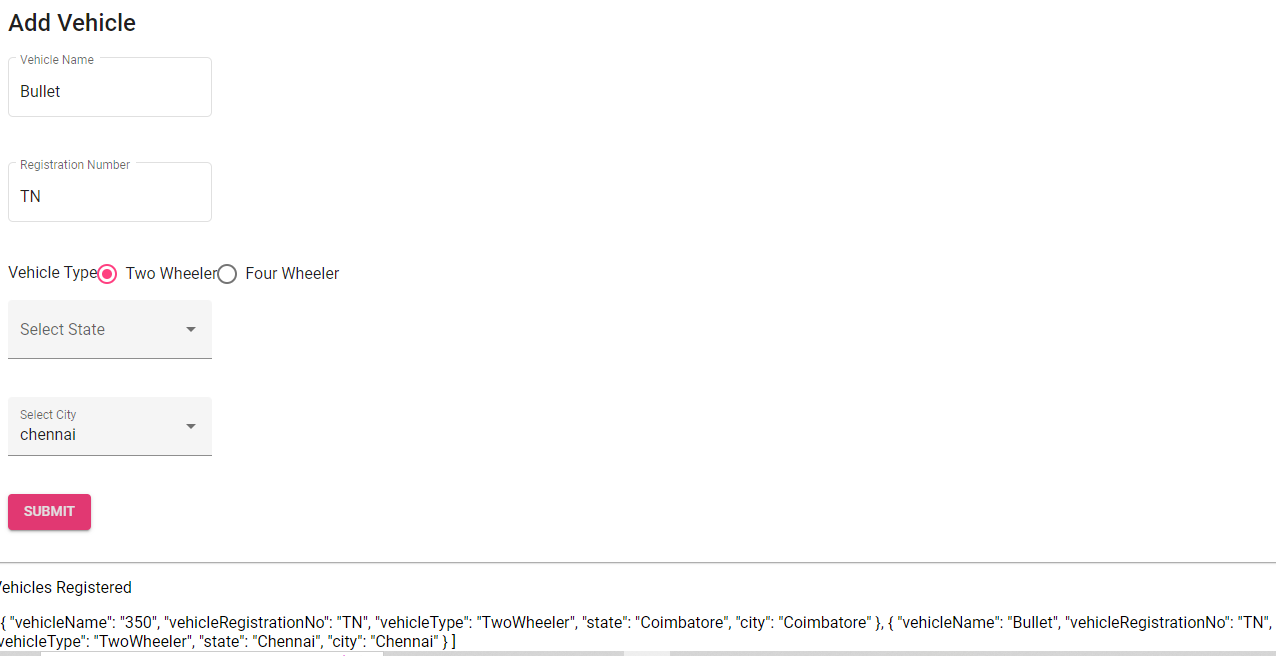 Add Vehicle
Vehicle Name
Bullet
Registration Number
TN
Vehicle Type Two Wheeler Four Wheeler
Select State
Select City
chennai
SUBMIT
Vehicles Registered
{ "vehicleName": "350", "vehicleRegistrationNo": "TN", "vehicleType": "TwoWheeler", "state": "Coimbatore", "city": "Coimbatore" }, { "vehicleName": "Bullet", "vehicleRegistrationNo": "TN",
vehicleType": "TwoWheeler", "state": "Chennai", "city": "Chennai" } ]